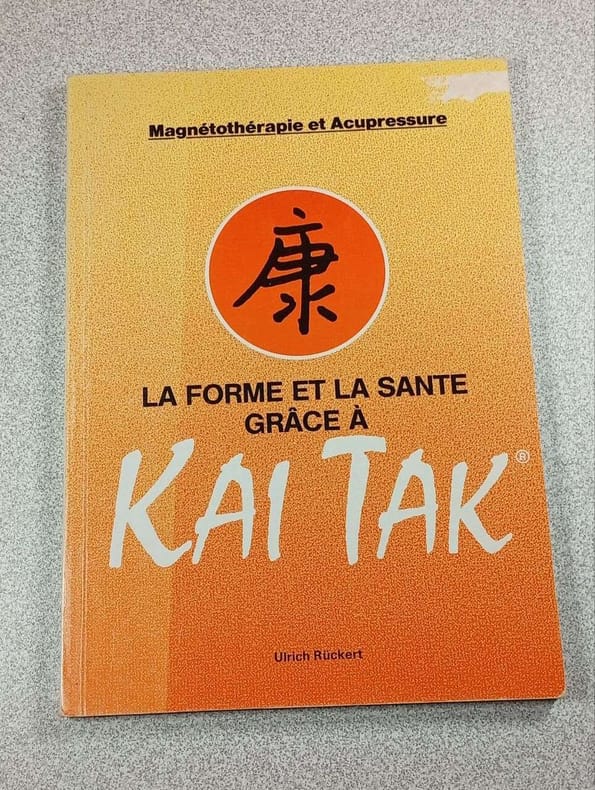 Magnétothérapie et Acupressure
康
LA FORME ET LA SANTE
GRÂCE À
KAI TAK®
Ulrich Rückert